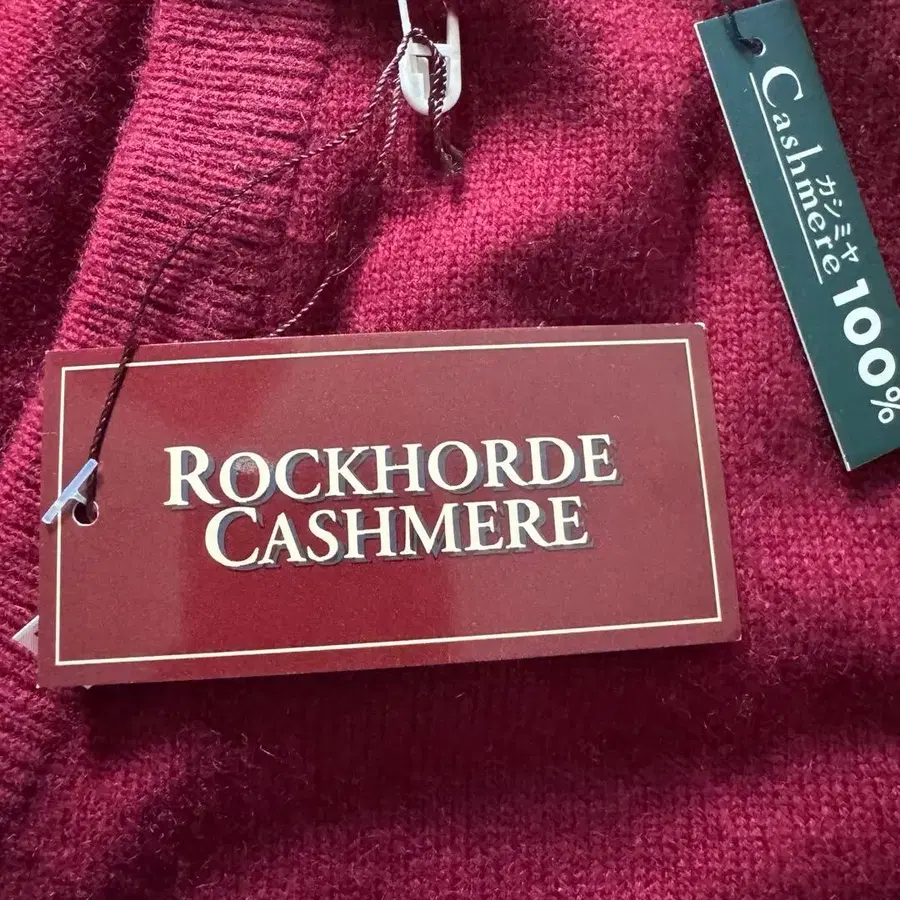 ROCKHORDE
CASHMERE
Cashmere
カシミヤ
100%